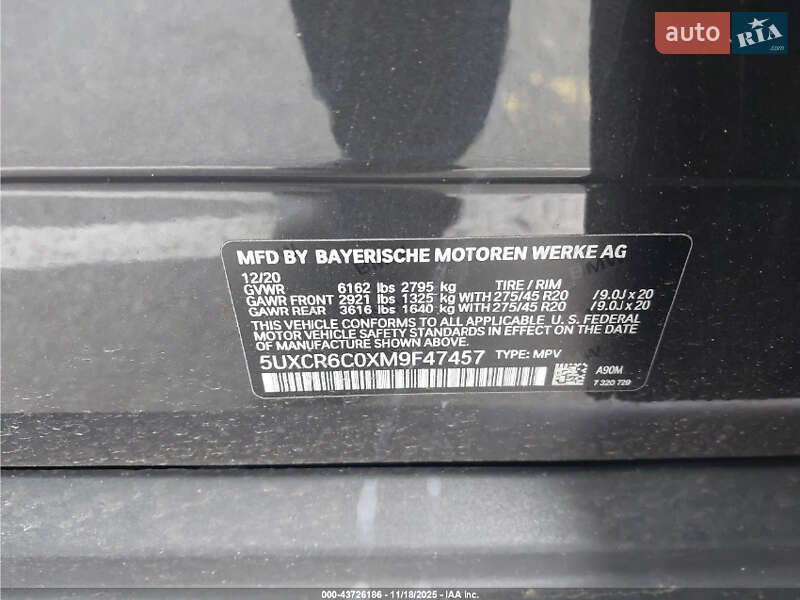 auto RIA
.com
MFD BY BAYERISCHE MOTOREN WERKE AG
12/20
GVWR 6162 lbs 2795 kg TIRE / RIM
GAWR FRONT 2921 lbs 1325 kg WITH 275/45 R20 /9.0J x 20
GAWR REAR 3616 lbs 1640 kg WITH 275/45 R20 /9.0J x 20
THIS VEHICLE CONFORMS TO ALL APPLICABLE U. S. FEDERAL
MOTOR VEHICLE SAFETY STANDARDS IN EFFECT ON THE DATE
OF MANUFACTURE SHOWN ABOVE.
5UXCR6C0XM9F47457 TYPE: MPV
A90M
7 320 729
000-43726186 - 11/18/2025 - IAA Inc.